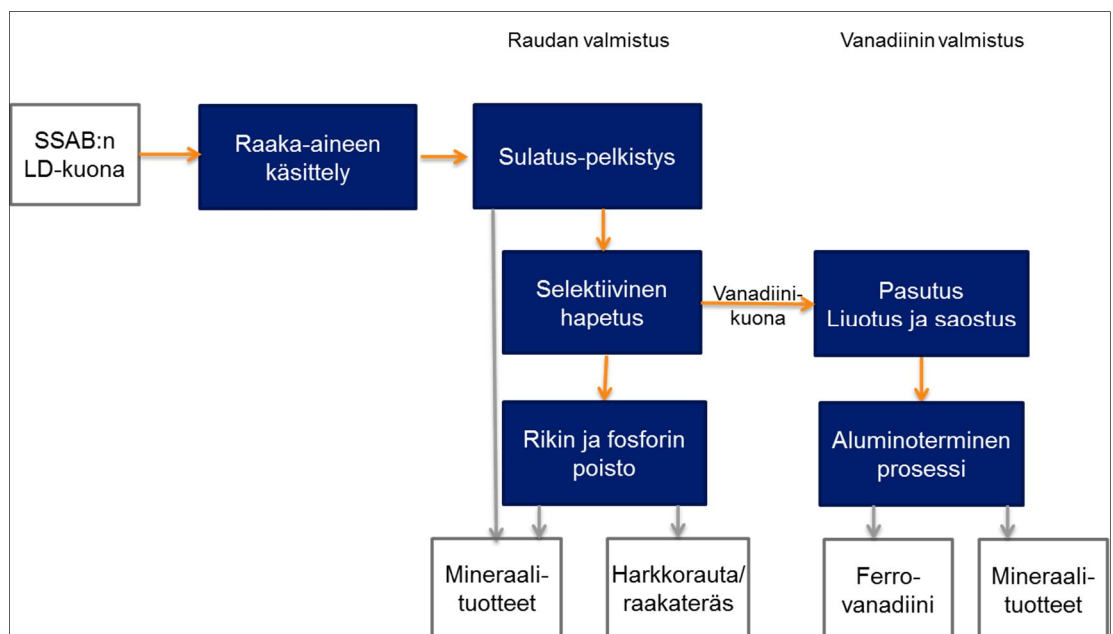 Raudan valmistus
Vanadiinin valmistus
SSAB:n
LD-kuona
Raaka-aineen
käsittely
Sulatus-pelkistys
Selektiivinen
hapetus
Vanadiini-
kuona
Pasutus
Liuotus ja saostus
Rikin ja fosforin
poisto
Aluminoterminen
prosessi
Mineraali-
tuotteet
Harkkorauta/
raakateräs
Ferro-
vanadiini
Mineraali-
tuotteet